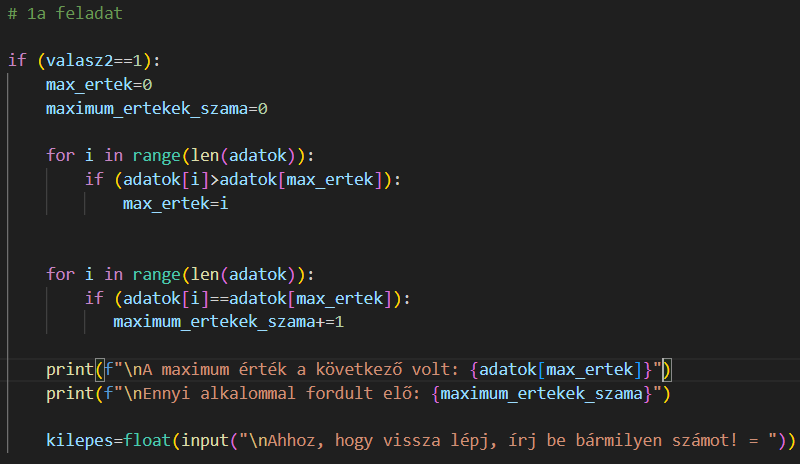 # 1a feladat
if (valasz2==1):
max_ertek=0
maximum_ertekek_szama=0
for i in range(len(adatok)):
if (adatok[i]>adatok[max_ertek]):
max_ertek=i
for i in range(len(adatok)):
if (adatok[i]==adatok[max_ertek]):
maximum_ertekek_szama+=1
print(f"\nA maximum érték a következő volt: {adatok[max_ertek]}")
print(f"\nEnnyi alkalommal fordult elő: {maximum_ertekek_szama}")
kilepes=float(input("\nAhhoz, hogy vissza lépj, írj be bármilyen számot! = "))